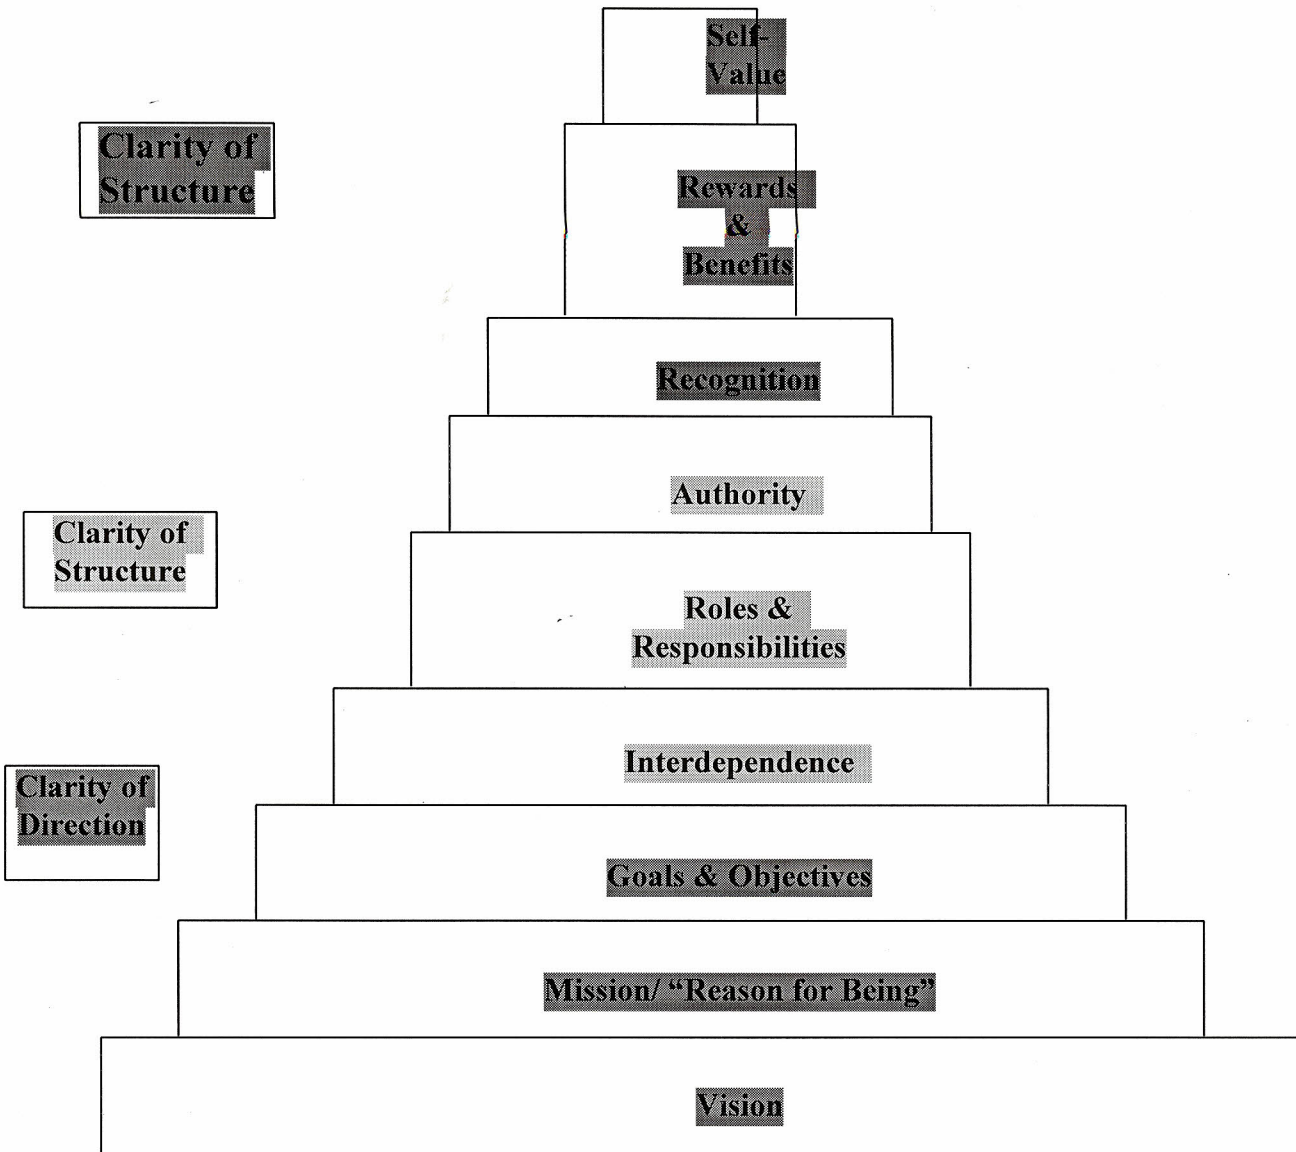 Self-
Value
Clarity of
Structure
Rewards
&
Benefits
Recognition
Authority
Clarity of
Structure
Roles &
Responsibilities
Interdependence
Clarity of
Direction
Goals & Objectives
Mission/ “Reason for Being”
Vision